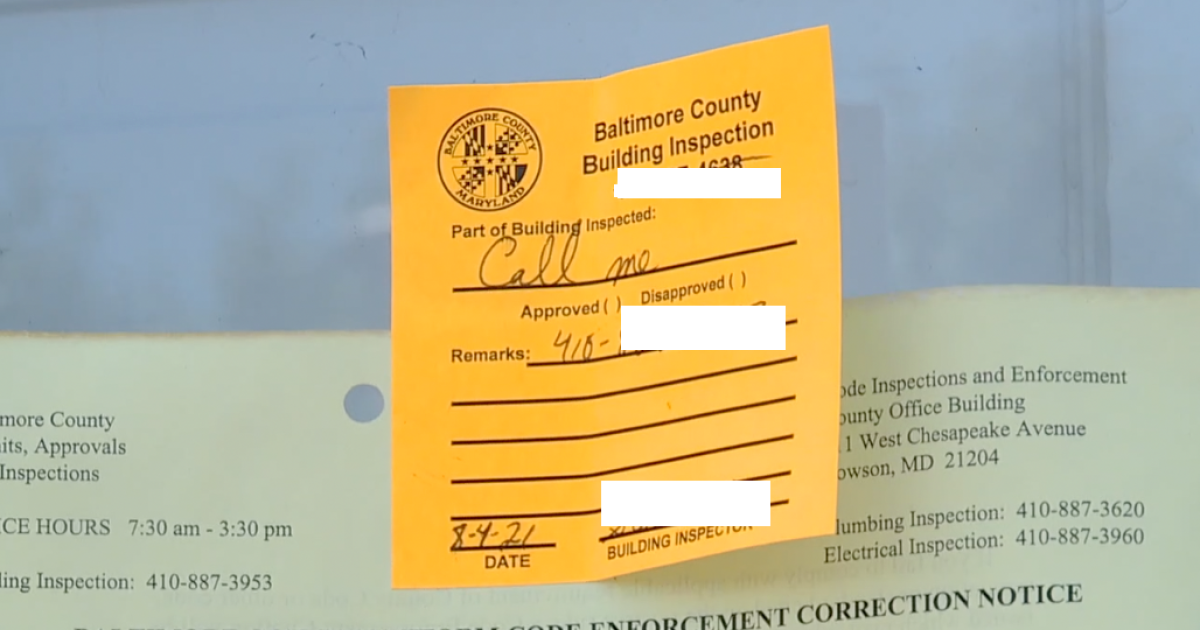 BALTIMORE COUNTY
MARYLAND
Baltimore County
Building Inspection
Part of Building Inspected:
Call me
Approved ( ) Disapproved ( )
Remarks: 410-
8-4-21
DATE
BUILDING INSPECTOR
more County
its, Approvals
Inspections
CE HOURS 7:30 am - 3:30 pm
ling Inspection: 410-887-3953
ode Inspections and Enforcement
ounty Office Building
1 West Chesapeake Avenue
owson, MD 21204
lumbing Inspection: 410-887-3620
Electrical Inspection: 410-887-3960
CODE ENFORCEMENT CORRECTION NOTICE